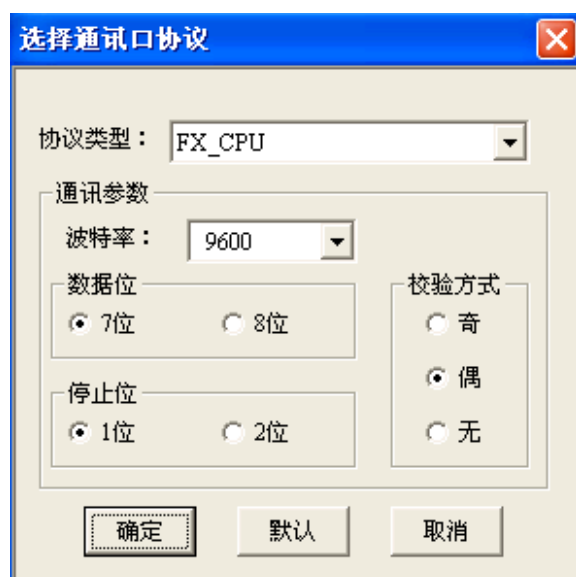 选择通讯口协议
协议类型： FX_CPU
通讯参数
波特率： 9600
数据位
7位 8位
校验方式
奇
偶
无
停止位
1位 2位
确定 默认 取消